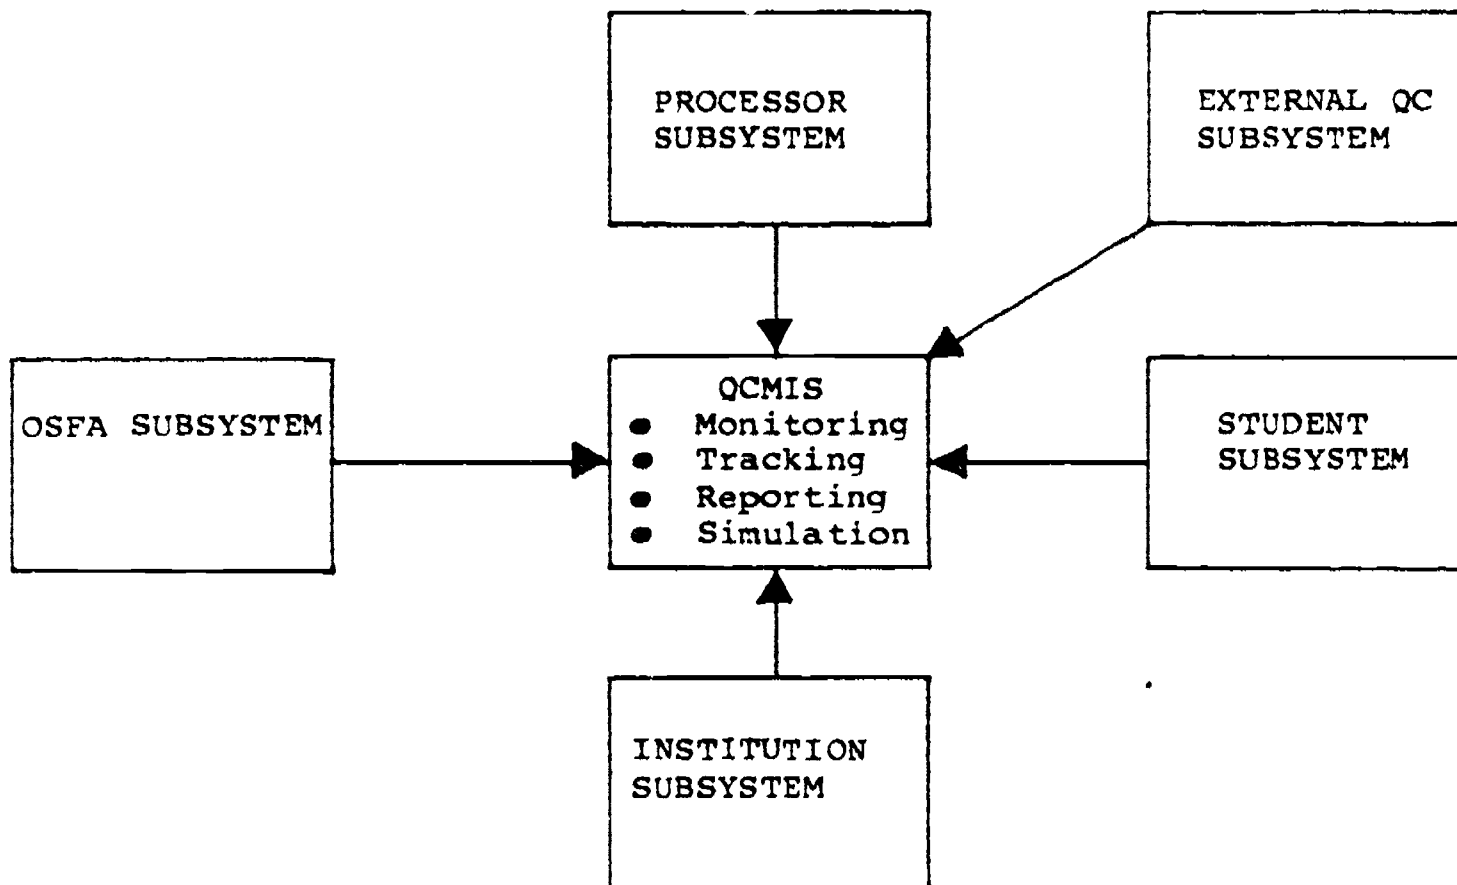 PROCESSOR
SUBSYSTEM
EXTERNAL QC
SUBSYSTEM
OSFA SUBSYSTEM
QCMIS
● Monitoring
● Tracking
● Reporting
● Simulation
STUDENT
SUBSYSTEM
INSTITUTION
SUBSYSTEM